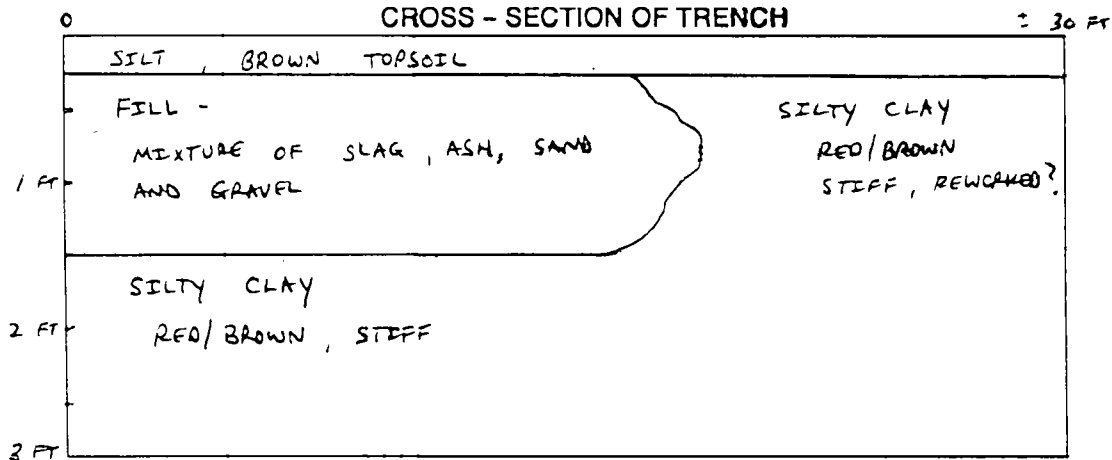 CROSS - SECTION OF TRENCH
0
± 30 FT
SILT , BROWN TOPSOIL
FILL -
MIXTURE OF SLAG , ASH, SAND
AND GRAVEL
SILTY CLAY
RED/BROWN
STIFF, REWORKED?
1 FT
SILTY CLAY
RED/BROWN , STIFF
2 FT
3 FT